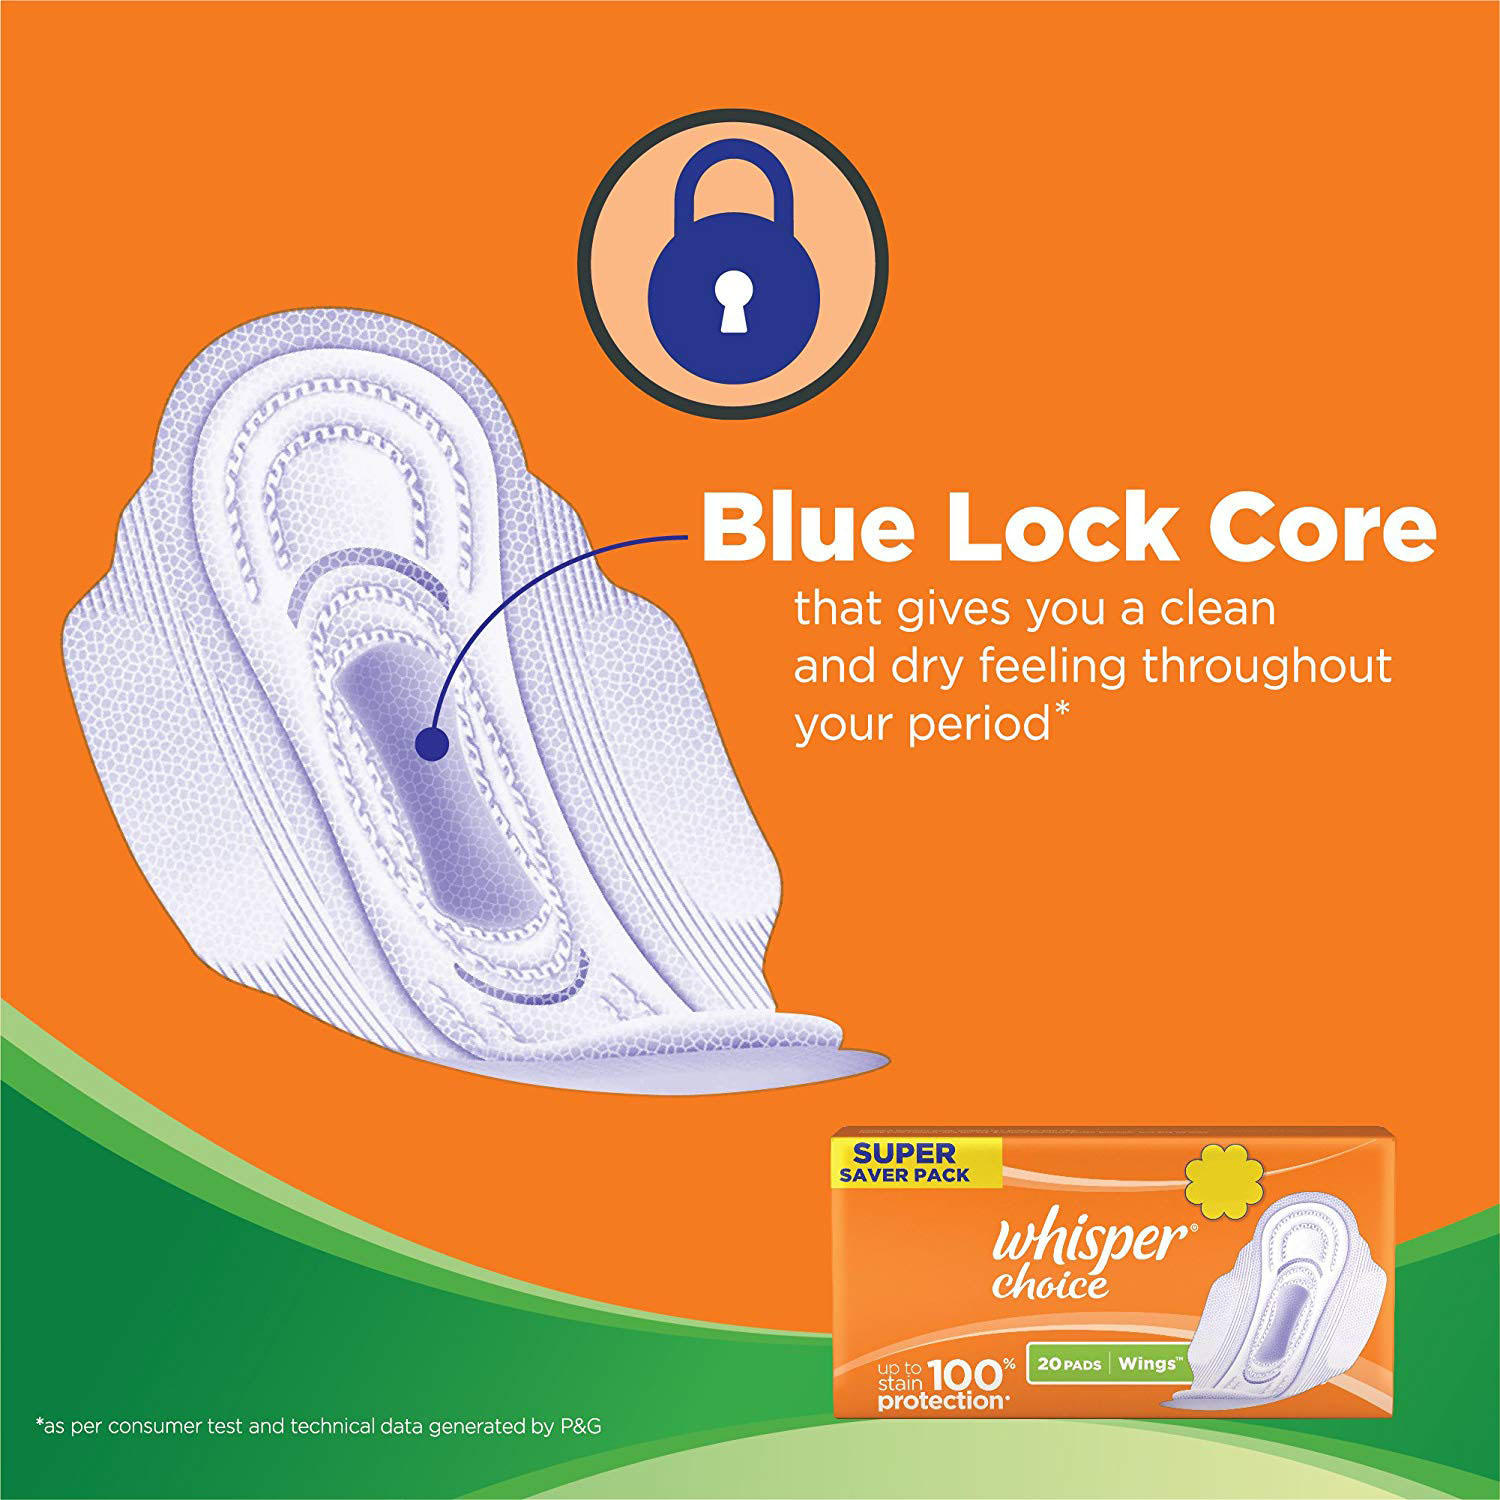 Blue Lock Core
that gives you a clean
and dry feeling throughout
your period*
SUPER
SAVER PACK
whisper®
choice
up to
stain 100%
protection*
20 PADS | Wings™
*as per consumer test and technical data generated by P&G